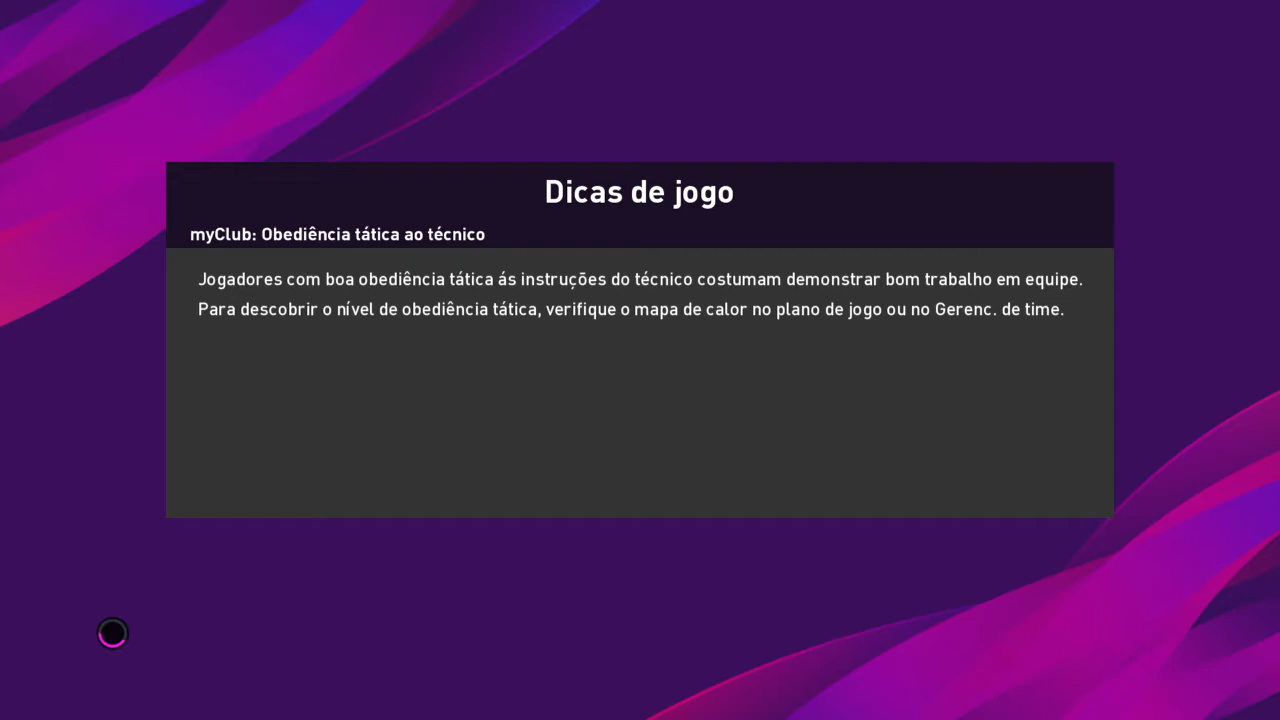 Dicas de jogo
myClub: Obediência tática ao técnico
Jogadores com boa obediência tática ás instruções do técnico costumam demonstrar bom trabalho em equipe.
Para descobrir o nível de obediência tática, verifique o mapa de calor no plano de jogo ou no Gerenc. de time.